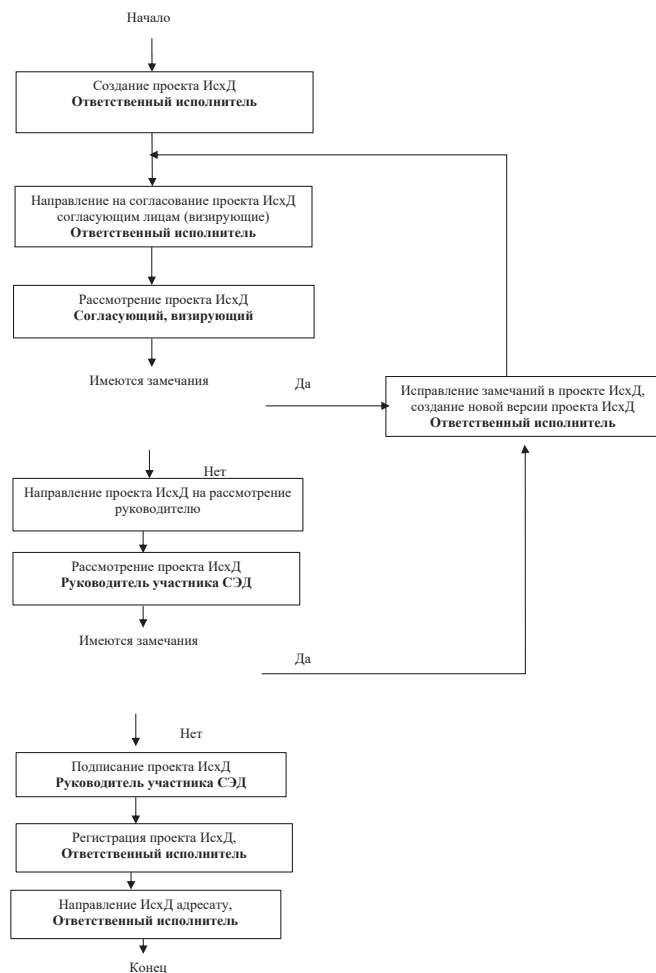 Начало
Создание проекта ИсхД
Ответственный исполнитель
Направление на согласование проекта ИсхД
согласующим лицам (визирующие)
Ответственный исполнитель
Рассмотрение проекта ИсхД
Согласующий, визирующий
Имеются замечания
Да
Исправление замечаний в проекте ИсхД,
создание новой версии проекта ИсхД
Ответственный исполнитель
Нет
Направление проекта ИсхД на рассмотрение
руководителю
Рассмотрение проекта ИсхД
Руководитель участника СЭД
Имеются замечания
Да
Нет
Подписание проекта ИсхД
Руководитель участника СЭД
Регистрация проекта ИсхД,
Ответственный исполнитель
Направление ИсхД адресату,
Ответственный исполнитель
Конец